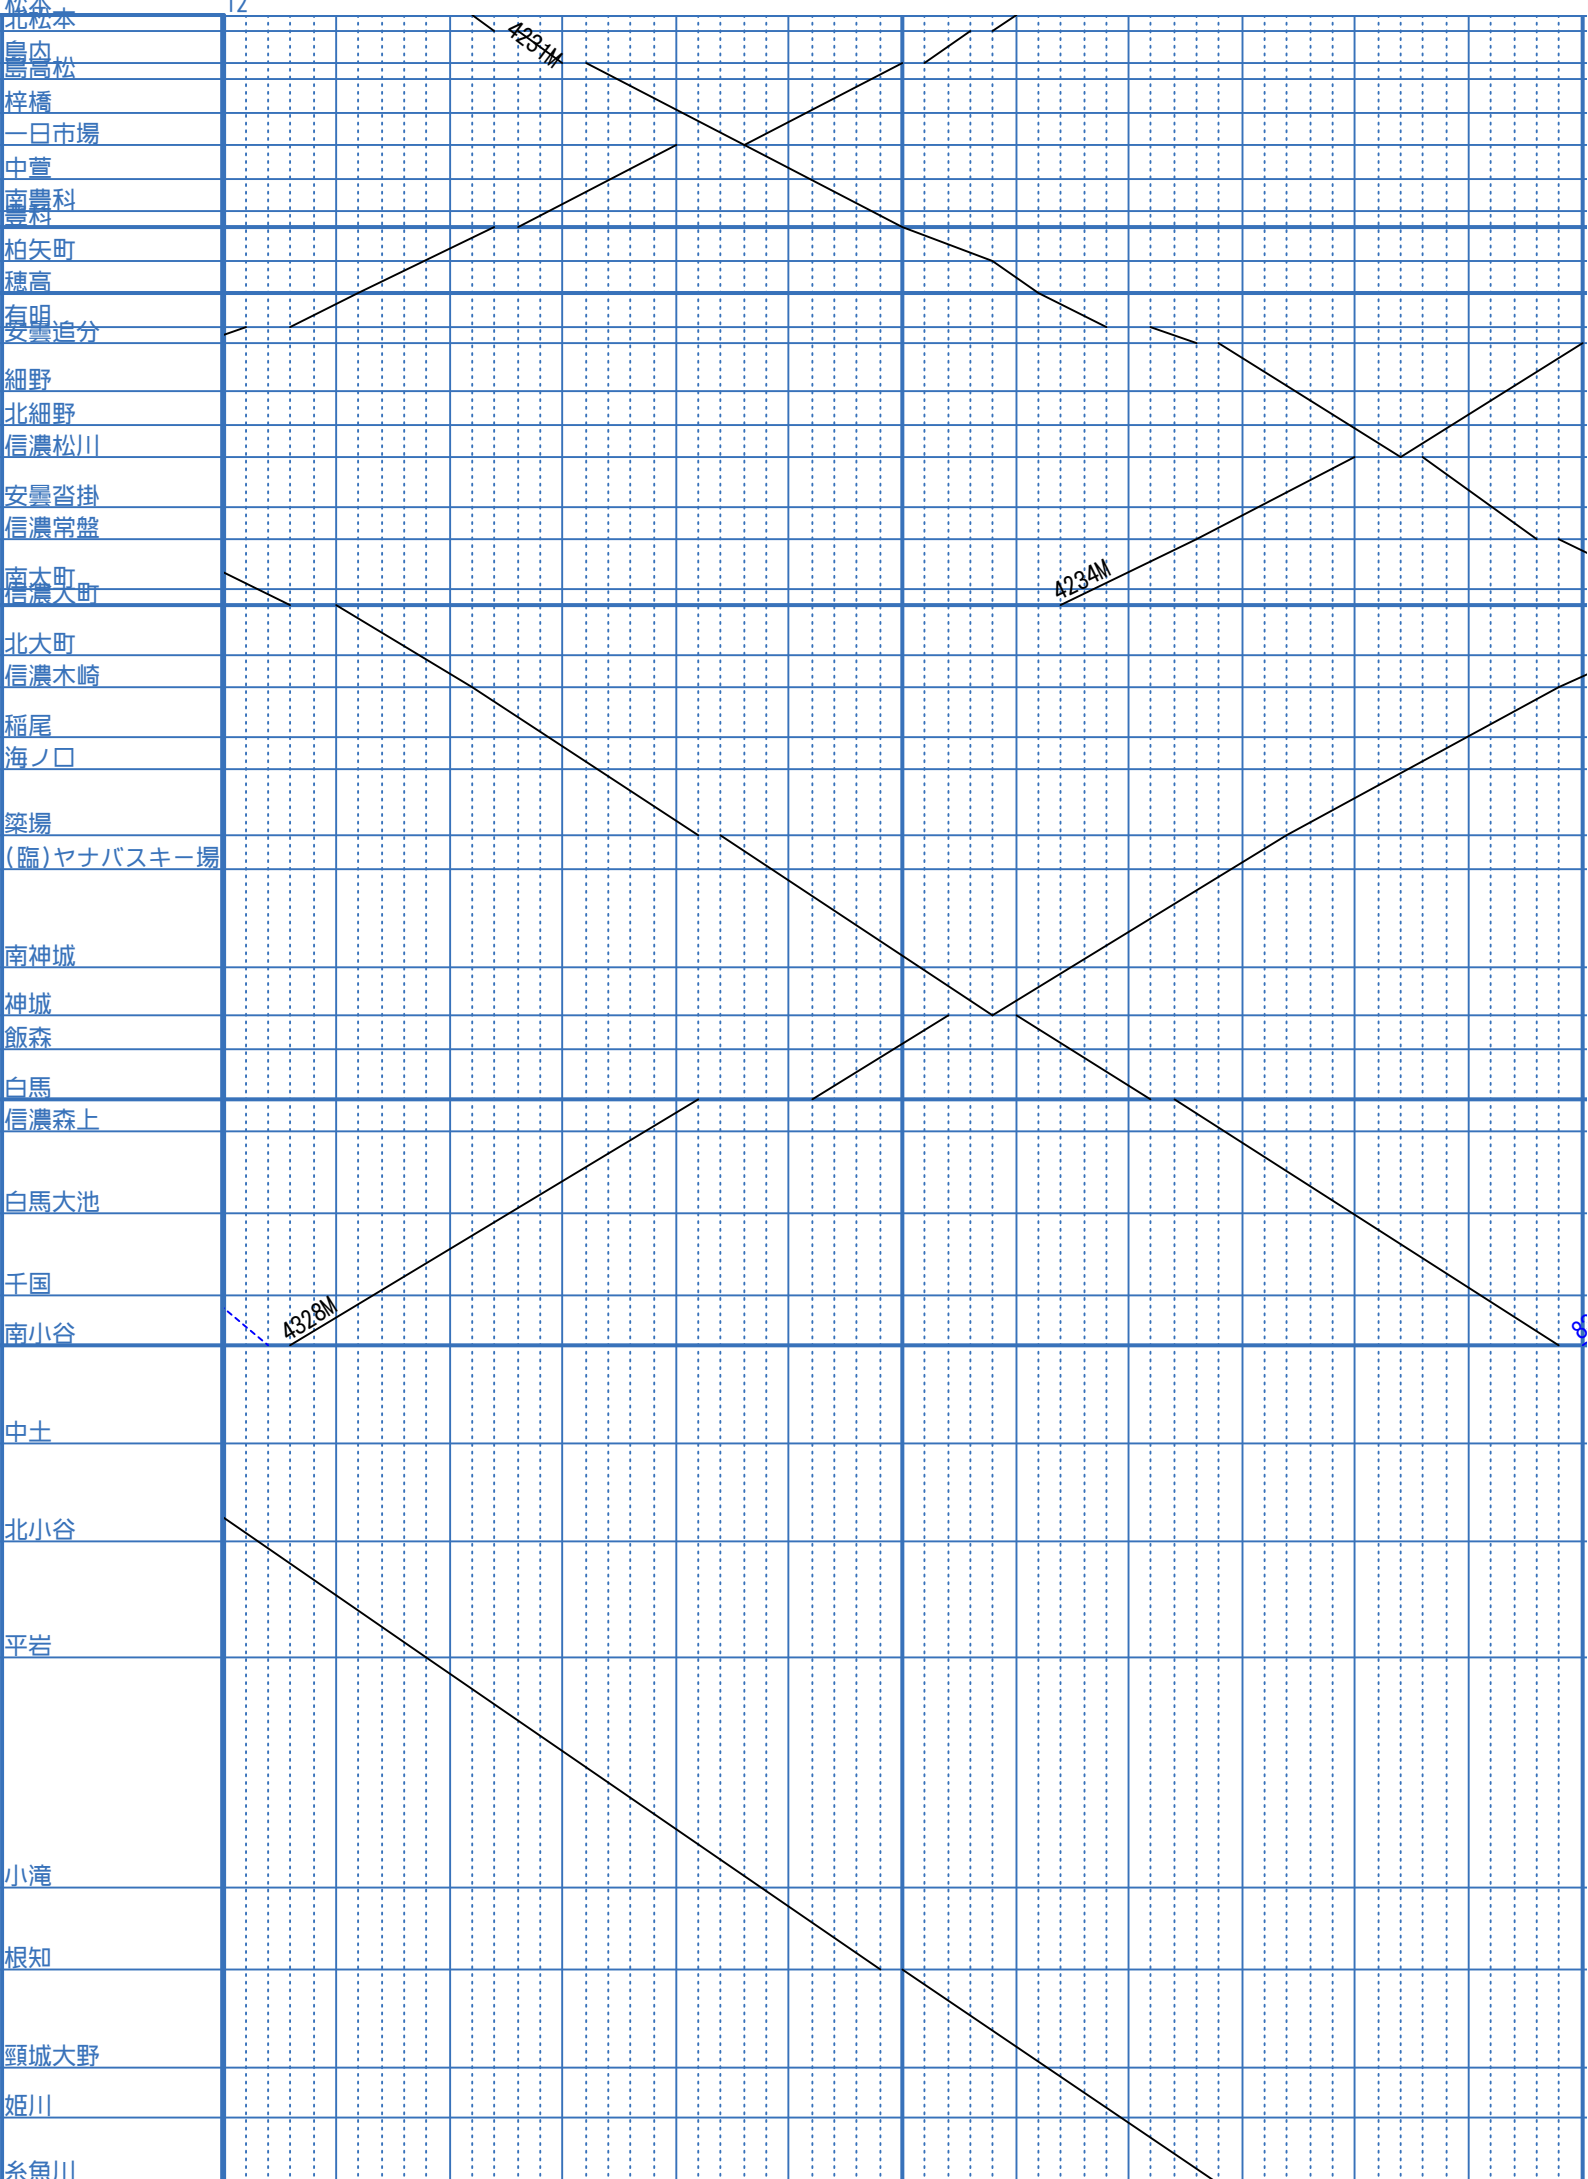 松本
12
北松本
4231M
島内
島高松
梓橋
一日市場
中萱
南豊科
豊科
柏矢町
穂高
有明
安曇追分
細野
北細野
信濃松川
安曇沓掛
信濃常盤
南大町
4234M
信濃大町
北大町
信濃木崎
稲尾
海ノ口
簗場
(臨)ヤナバスキー場
南神城
神城
飯森
白馬
信濃森上
白馬大池
千国
4328M
南小谷
中土
北小谷
平岩
小滝
根知
頸城大野
姫川
糸魚川